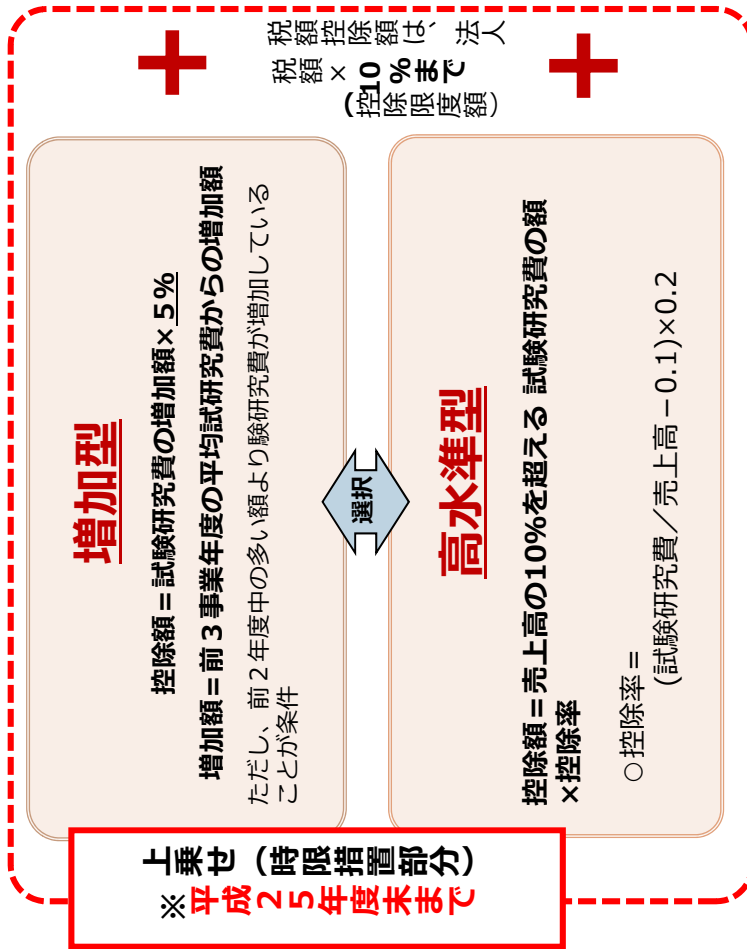 上乗せ（時限措置部分）
※平成２５年度末まで
増加型
控除額＝試験研究費の増加額×5%
増加額＝前３事業年度の平均試研究費からの増加額
ただし、前２年度中の多い額より験研究費が増加している
ことが条件
選択
高水準型
控除額＝売上高の10%を超える 試験研究費の額
×控除率
○控除率＝
(試験研究費／売上高－0.1)×0.2
＋
税額控除額は、法人
税額×10%まで
(控除限度額)
＋